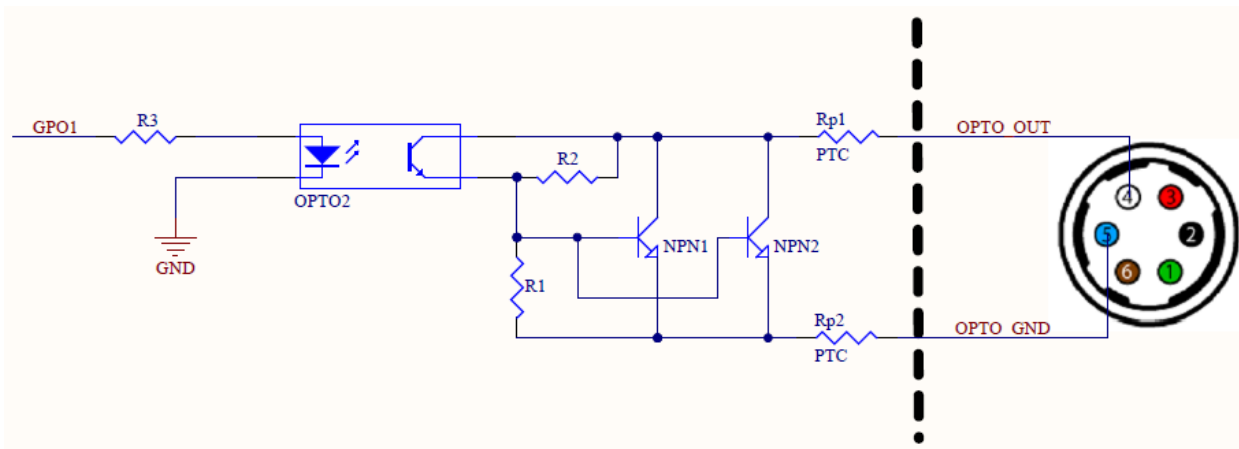 GPO1
R3
OPTO2
GND
R2
R1
NPN1
NPN2
Rp1
PTC
OPTO_OUT
Rp2
PTC
OPTO_GND
4
3
5
2
6
1